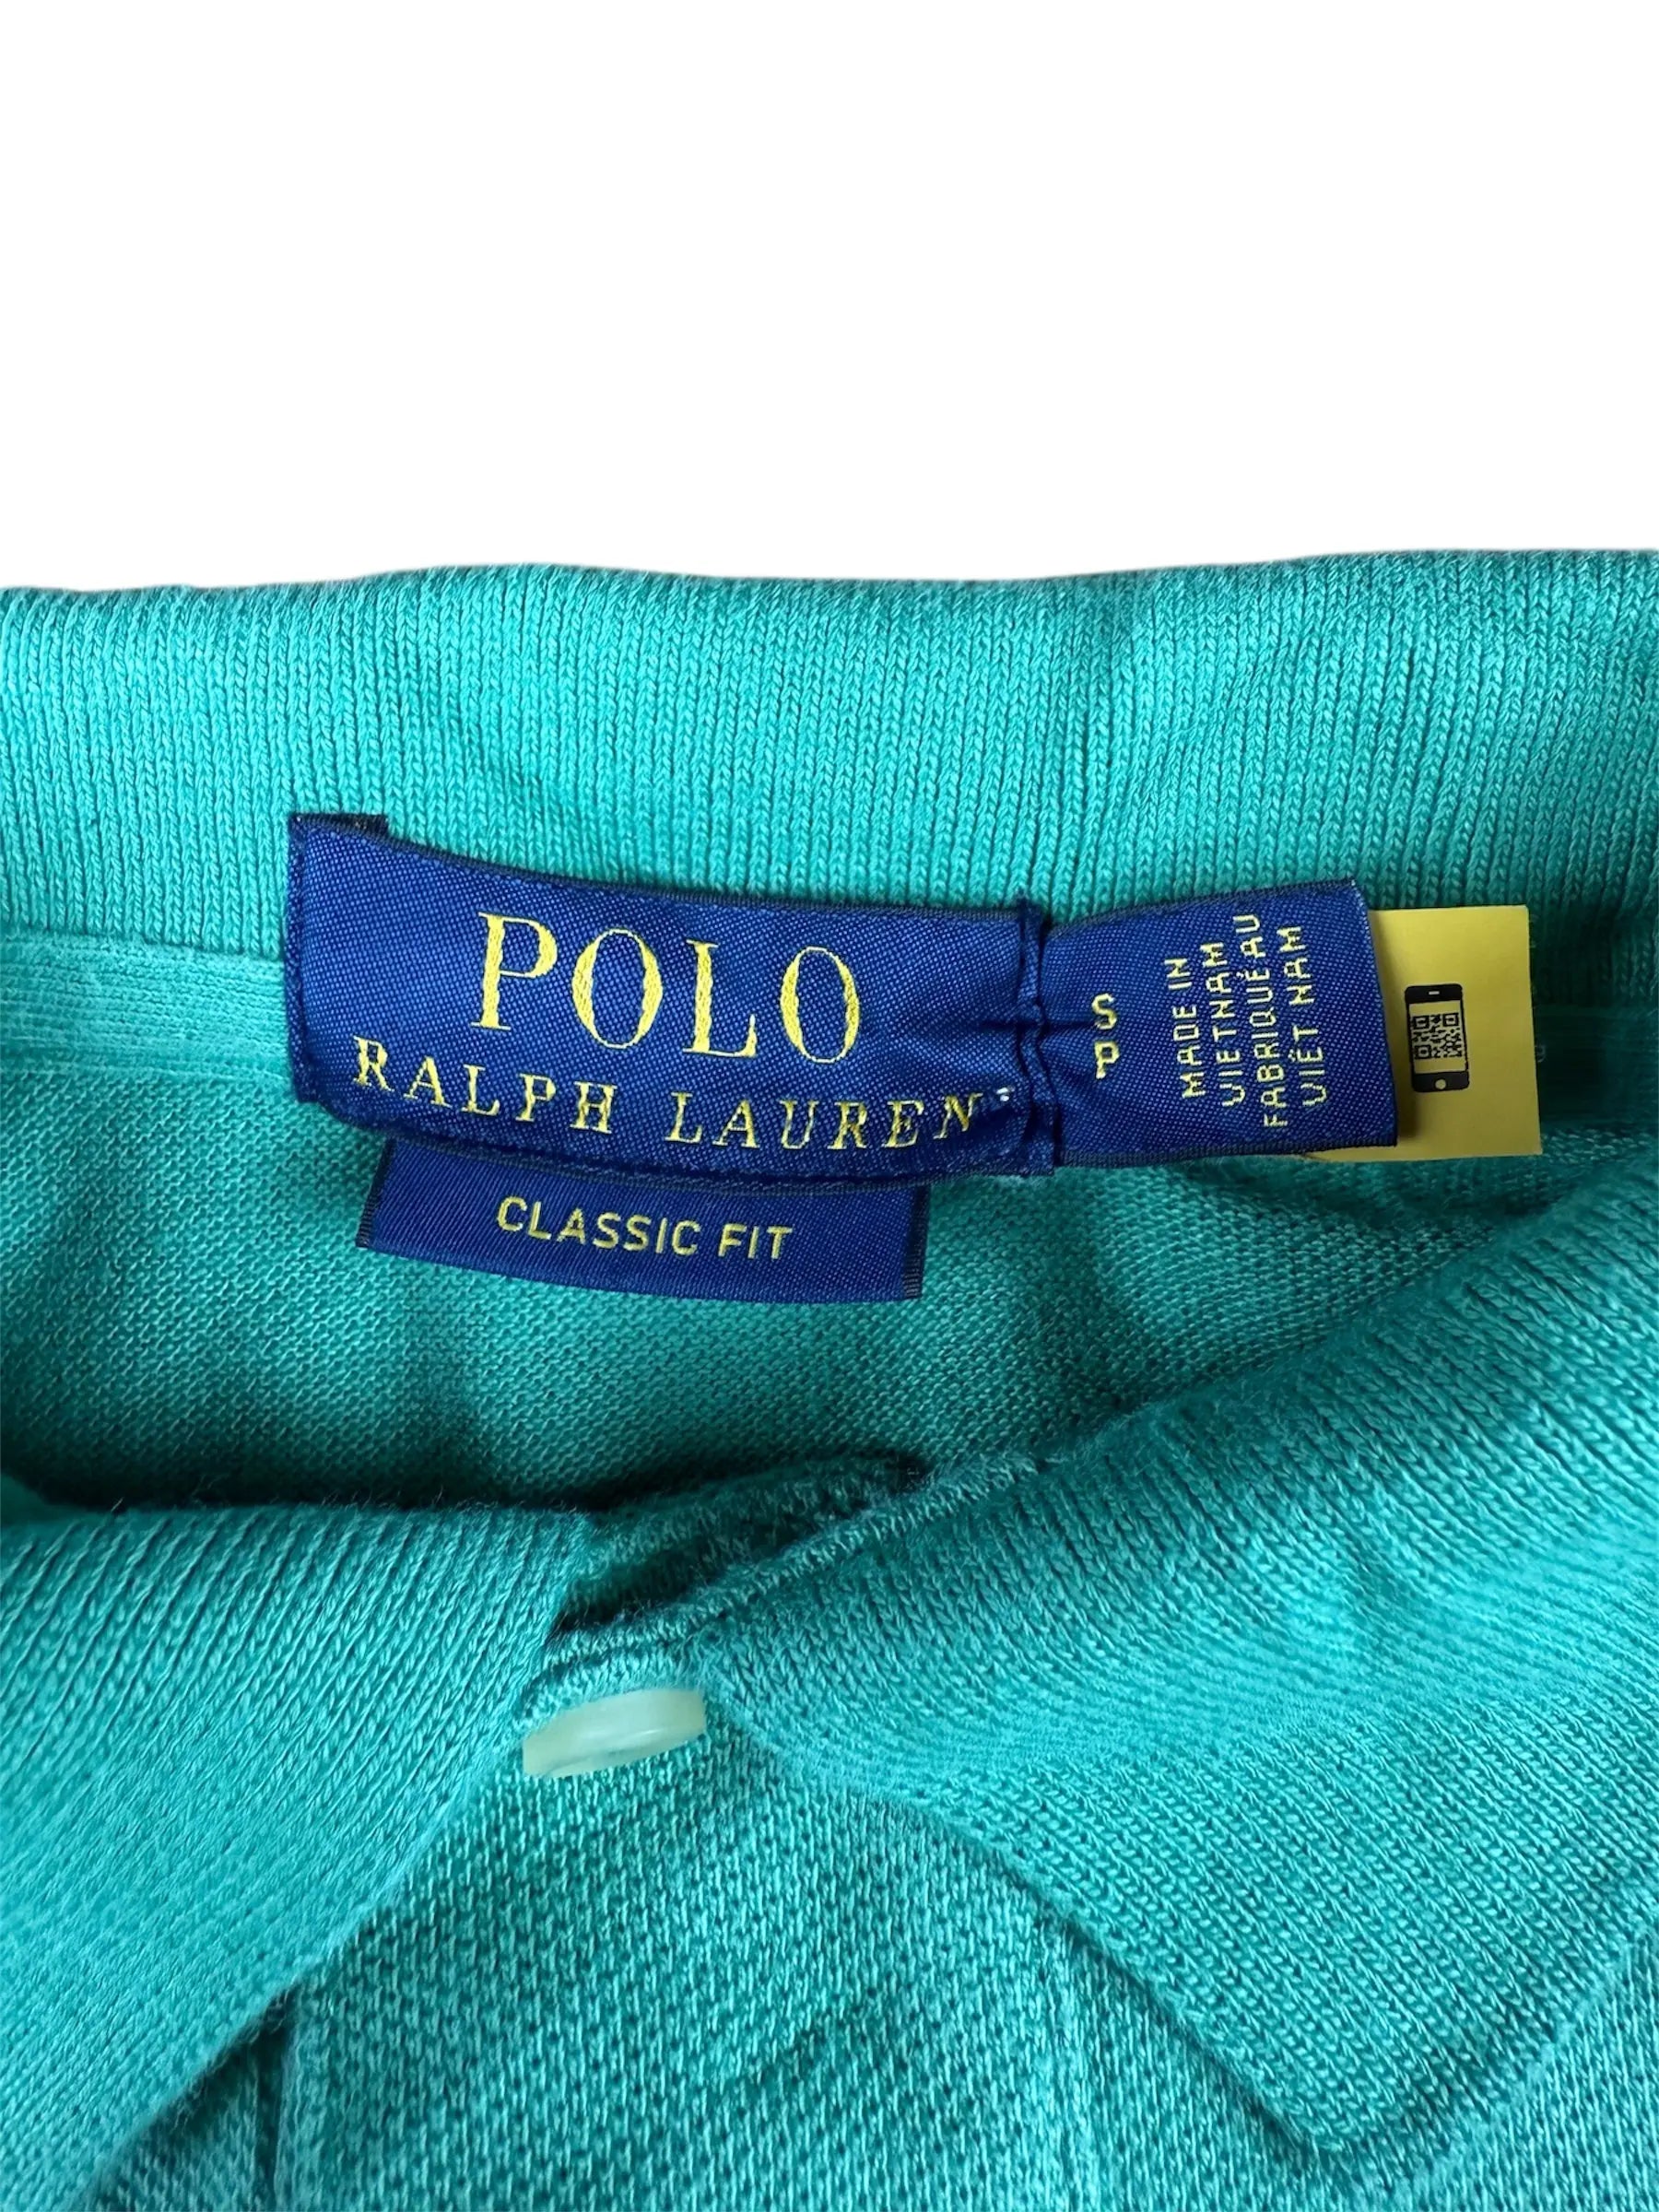 POLO
RALPH LAUREN
CLASSIC FIT
S
P
MADE IN
VIETNAM
FABRIQUÉ AU
VIÊT NAM